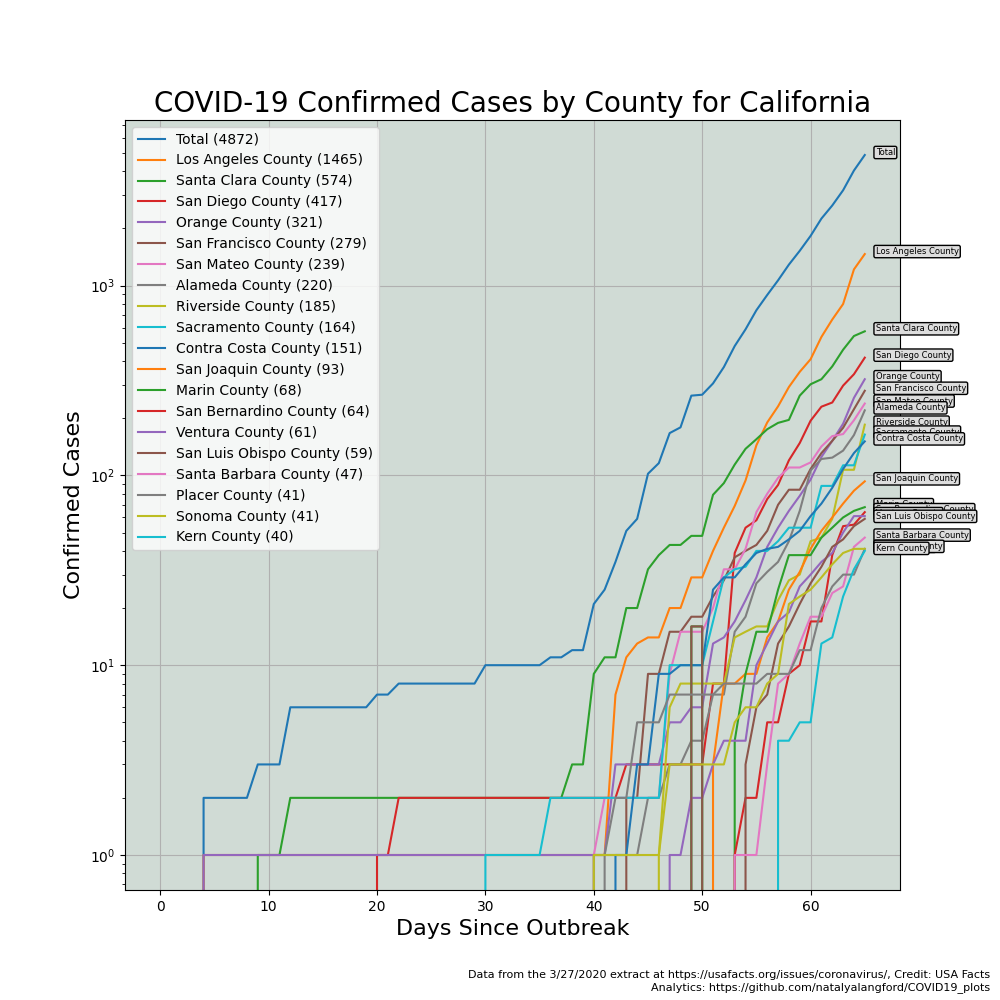 COVID-19 Confirmed Cases by County for California
Total (4872)
Los Angeles County (1465)
Santa Clara County (574)
San Diego County (417)
Orange County (321)
San Francisco County (279)
San Mateo County (239)
Alameda County (220)
Riverside County (185)
Sacramento County (164)
Contra Costa County (151)
San Joaquin County (93)
Marin County (68)
San Bernardino County (64)
Ventura County (61)
San Luis Obispo County (59)
Santa Barbara County (47)
Placer County (41)
Sonoma County (41)
Kern County (40)
Confirmed Cases
10³
10²
10¹
10⁰
Total
Los Angeles County
Santa Clara County
San Diego County
Orange County
San Francisco County
San Mateo County
Alameda County
Riverside County
Sacramento County
Contra Costa County
San Joaquin County
Marin County
San Luis Obispo County
Santa Barbara County
Kern County
0 10 20 30 40 50 60
Days Since Outbreak
Data from the 3/27/2020 extract at https://usafacts.org/issues/coronavirus/, Credit: USA Facts
Analytics: https://github.com/natalyalangford/COVID19_plots